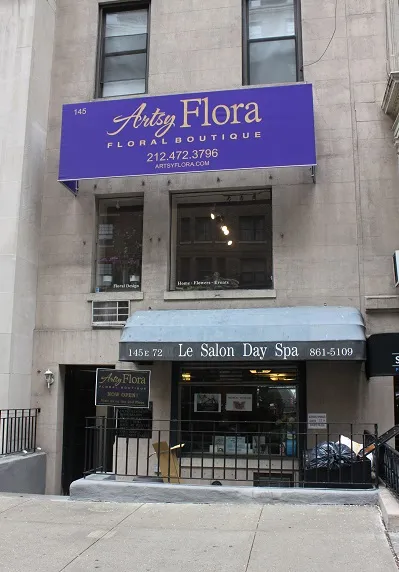 145
Artsy Flora
FLORAL BOUTIQUE
212.472.3796
ARTSYFLORA.COM
Floral Design
Home - Flowers - Events
145 E 72 Le Salon Day Spa 861-5109
Artsy Flora
FLORAL BOUTIQUE
NOW OPEN!